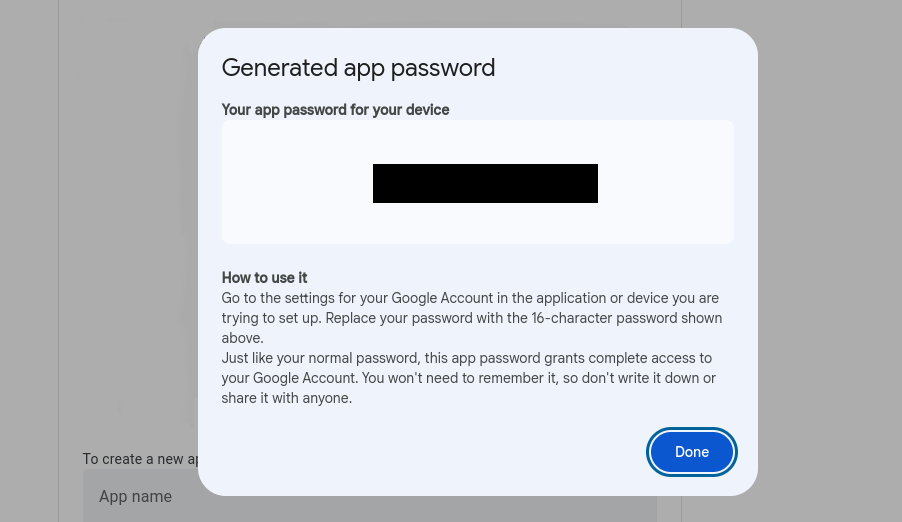 Generated app password
Your app password for your device
How to use it
Go to the settings for your Google Account in the application or device you are
trying to set up. Replace your password with the 16-character password shown
above.
Just like your normal password, this app password grants complete access to
your Google Account. You won't need to remember it, so don't write it down or
share it with anyone.
Done
To create a new ap
App name